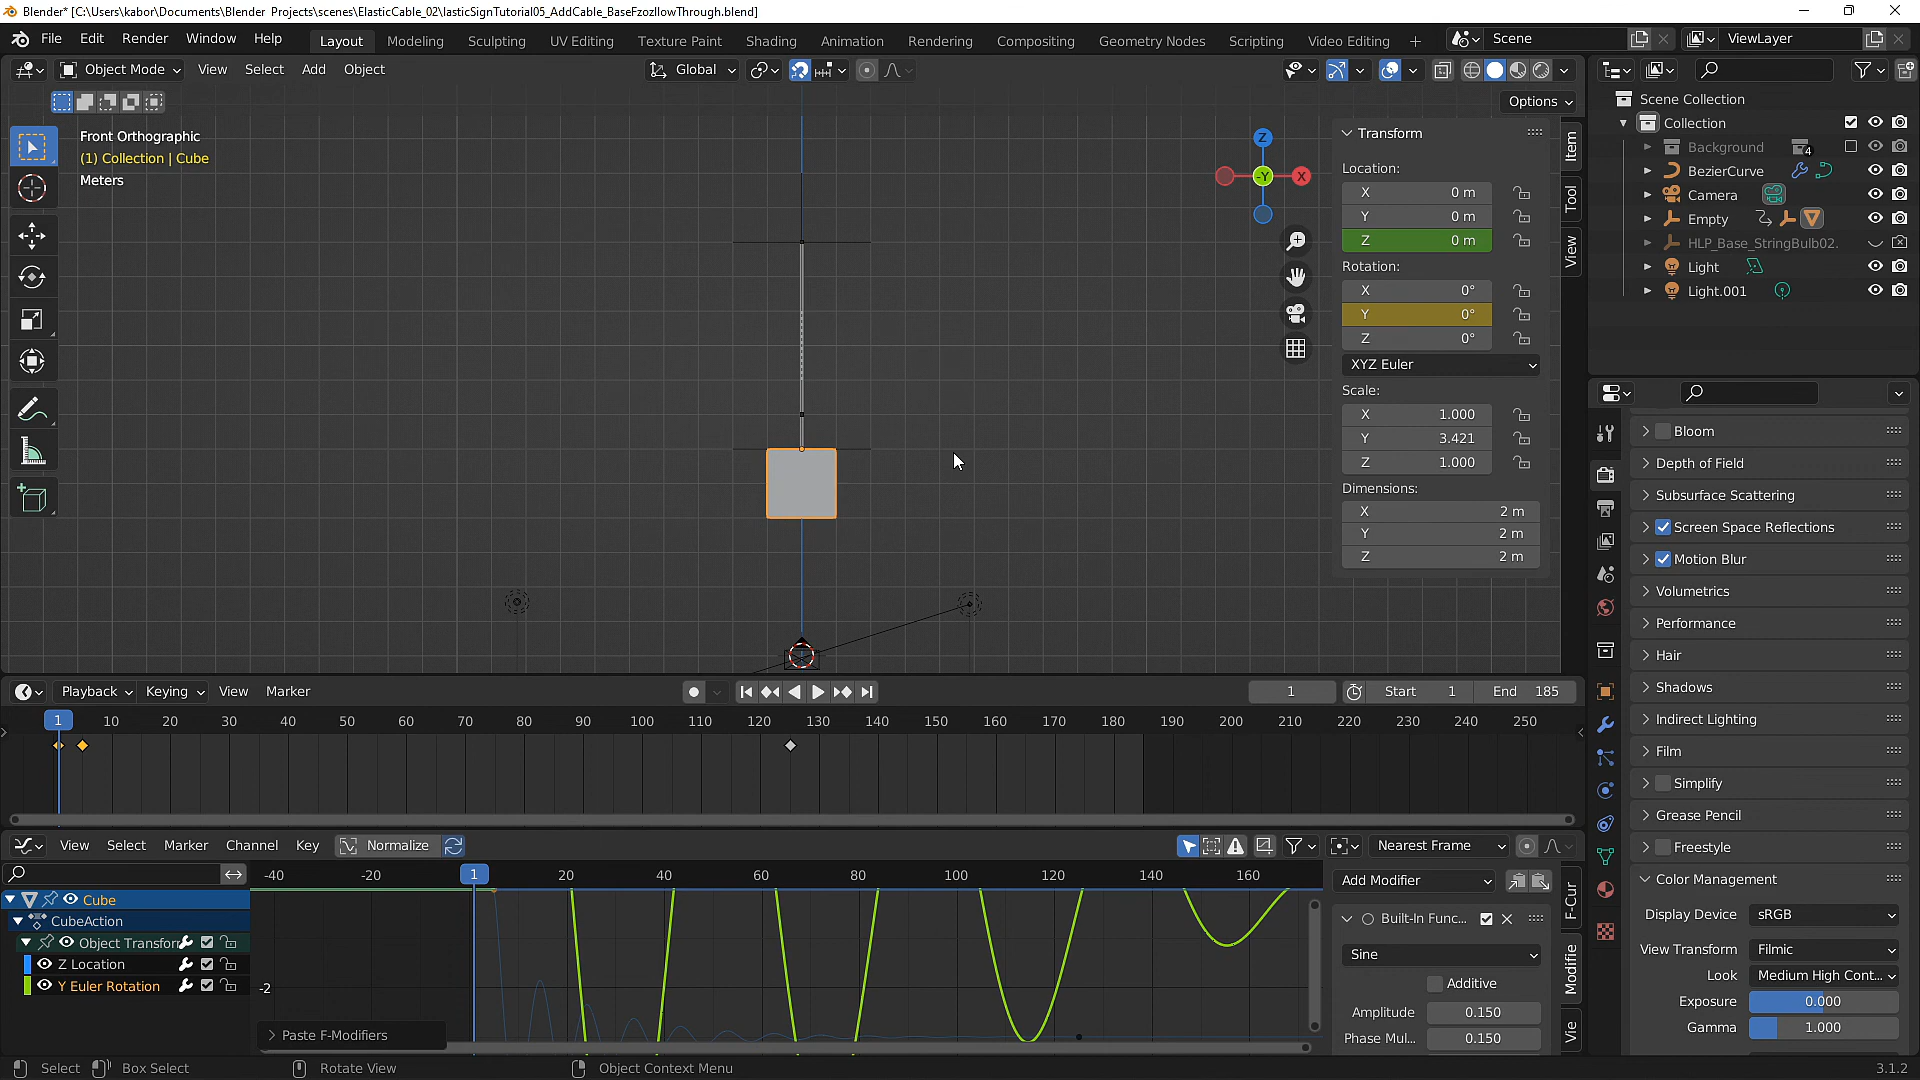 Blender* [C:\Users\kabor\Documents\Blender Projects\scenes\ElasticCable_02\lasticSignTutorial05_AddCable_BaseFzozllowThrough.blend]
File Edit Render Window Help Layout Modeling Sculpting UV Editing Texture Paint Shading Animation Rendering Compositing Geometry Nodes Scripting Video Editing + Scene ViewLayer
Object Mode View Select Add Object Global
Options
Front Orthographic
(1) Collection | Cube
Meters
Z
-Y
X
Transform
Location:
X 0 m
Y 0 m
Z 0 m
Rotation:
X 0°
Y 0°
Z 0°
XYZ Euler
Scale:
X 1.000
Y 3.421
Z 1.000
Dimensions:
X 2 m
Y 2 m
Z 2 m
Item
Tool
View
Scene Collection
Collection
Background 4
BezierCurve
Camera
Empty
HLP_Base_StringBulb02.
Light
Light.001
Bloom
Depth of Field
Subsurface Scattering
Screen Space Reflections
Motion Blur
Volumetrics
Performance
Hair
Shadows
Indirect Lighting
Film
Simplify
Grease Pencil
Freestyle
Color Management
Display Device sRGB
View Transform Filmic
Look Medium High Cont...
Exposure 0.000
Gamma 1.000
Playback Keying View Marker 1 Start 1 End 185
1 10 20 30 40 50 60 70 80 90 100 110 120 130 140 150 160 170 180 190 200 210 220 230 240 250
View Select Marker Channel Key Normalize Nearest Frame
-40 -20 1 20 40 60 80 100 120 140 160
Cube
CubeAction
Object Transfor
Z Location
Y Euler Rotation
-2
Paste F-Modifiers
Add Modifier
Built-In Func...
Sine
Additive
Amplitude 0.150
Phase Mul... 0.150
F-Cur
Modifie
Vie
Select Box Select Rotate View Object Context Menu 3.1.2